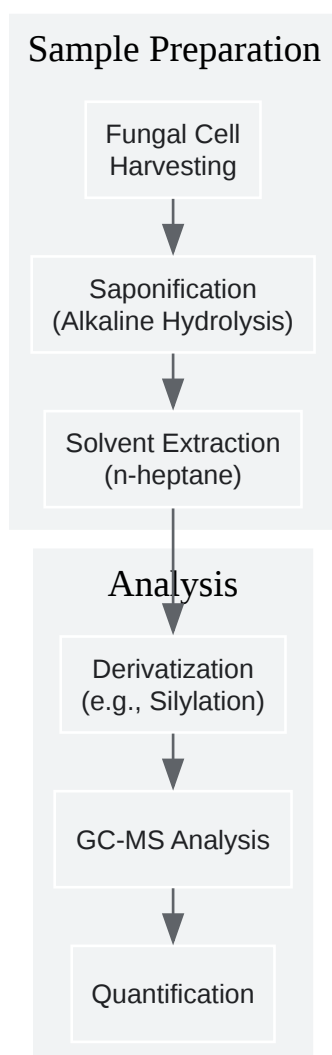 Sample Preparation
Fungal Cell
Harvesting
Saponification
(Alkaline Hydrolysis)
Solvent Extraction
(n-heptane)
Analysis
Derivatization
(e.g., Silylation)
GC-MS Analysis
Quantification